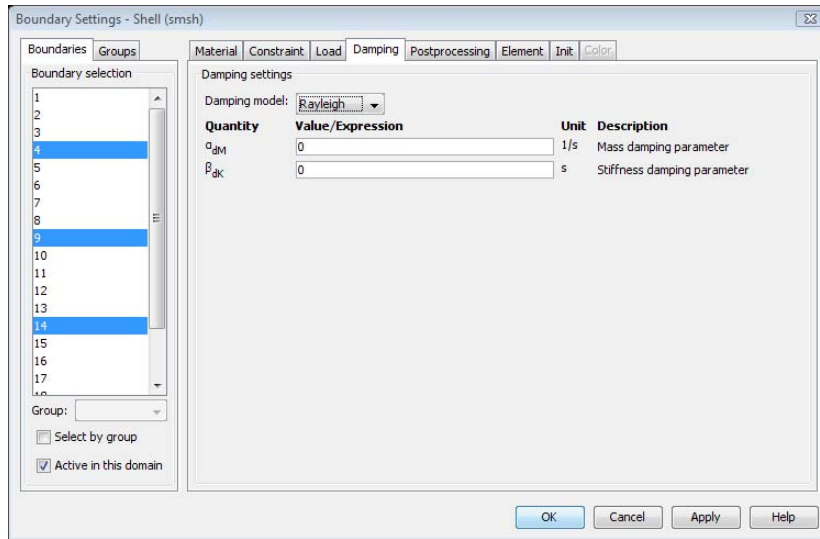 Boundary Settings - Shell (smsh)
Boundaries Groups
Material Constraint Load Damping Postprocessing Element Init Color
Boundary selection
1
2
3
4
5
6
7
8
9
10
11
12
13
14
15
16
17
18
Group:
Select by group
Active in this domain
Damping settings
Damping model: Rayleigh
Quantity Value/Expression Unit Description
αdM 0 1/s Mass damping parameter
βdK 0 s Stiffness damping parameter
OK Cancel Apply Help